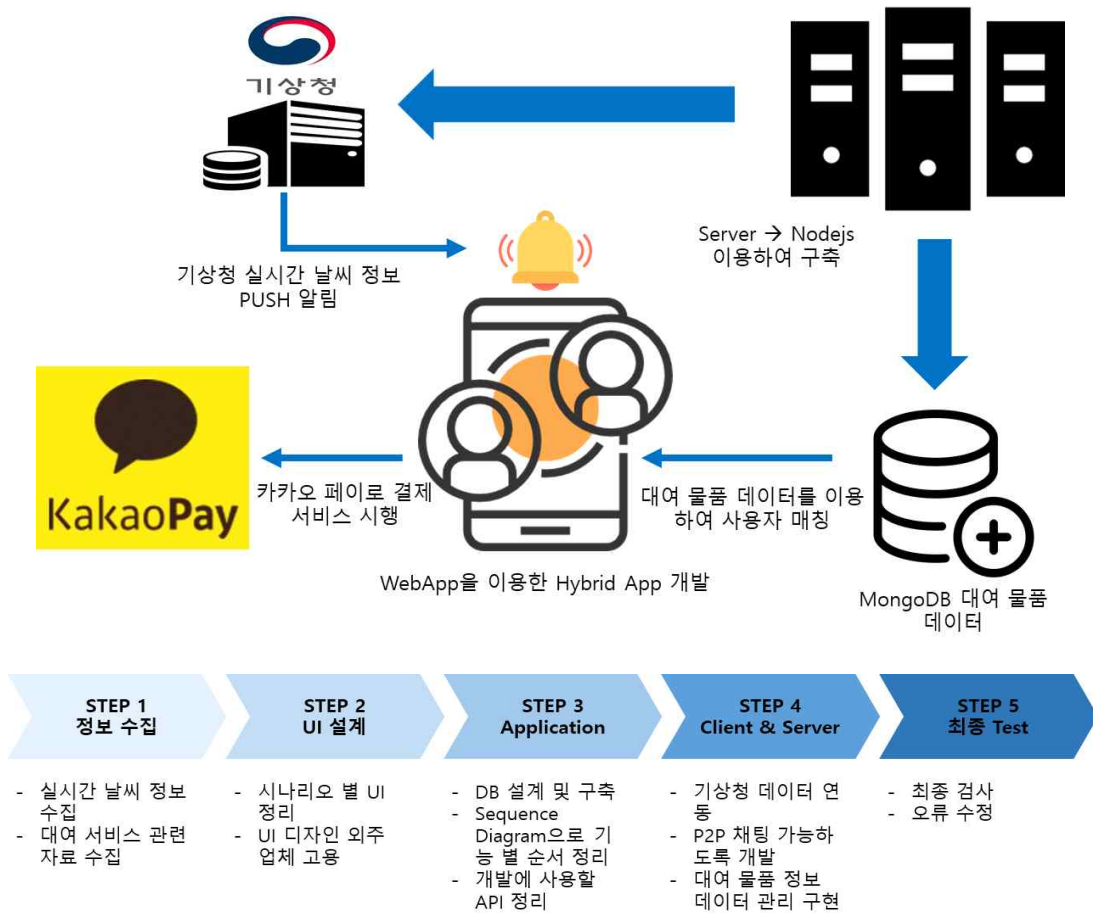 기상청
Server → Nodejs
이용하여 구축
기상청 실시간 날씨 정보
PUSH 알림
KakaoPay
카카오 페이로 결제
서비스 시행
대여 물품 데이터를 이용
하여 사용자 매칭
WebApp을 이용한 Hybrid App 개발
MongoDB 대여 물품
데이터
STEP 1
정보 수집
STEP 2
UI 설계
STEP 3
Application
STEP 4
Client & Server
STEP 5
최종 Test
- 실시간 날씨 정보
수집
- 대여 서비스 관련
자료 수집
- 시나리오 별 UI
정리
- UI 디자인 외주
업체 고용
- DB 설계 및 구축
- Sequence
Diagram으로 기
능 별 순서 정리
- 개발에 사용할
API 정리
- 기상청 데이터 연
동
- P2P 채팅 가능하
도록 개발
- 대여 물품 정보
데이터 관리 구현
- 최종 검사
- 오류 수정